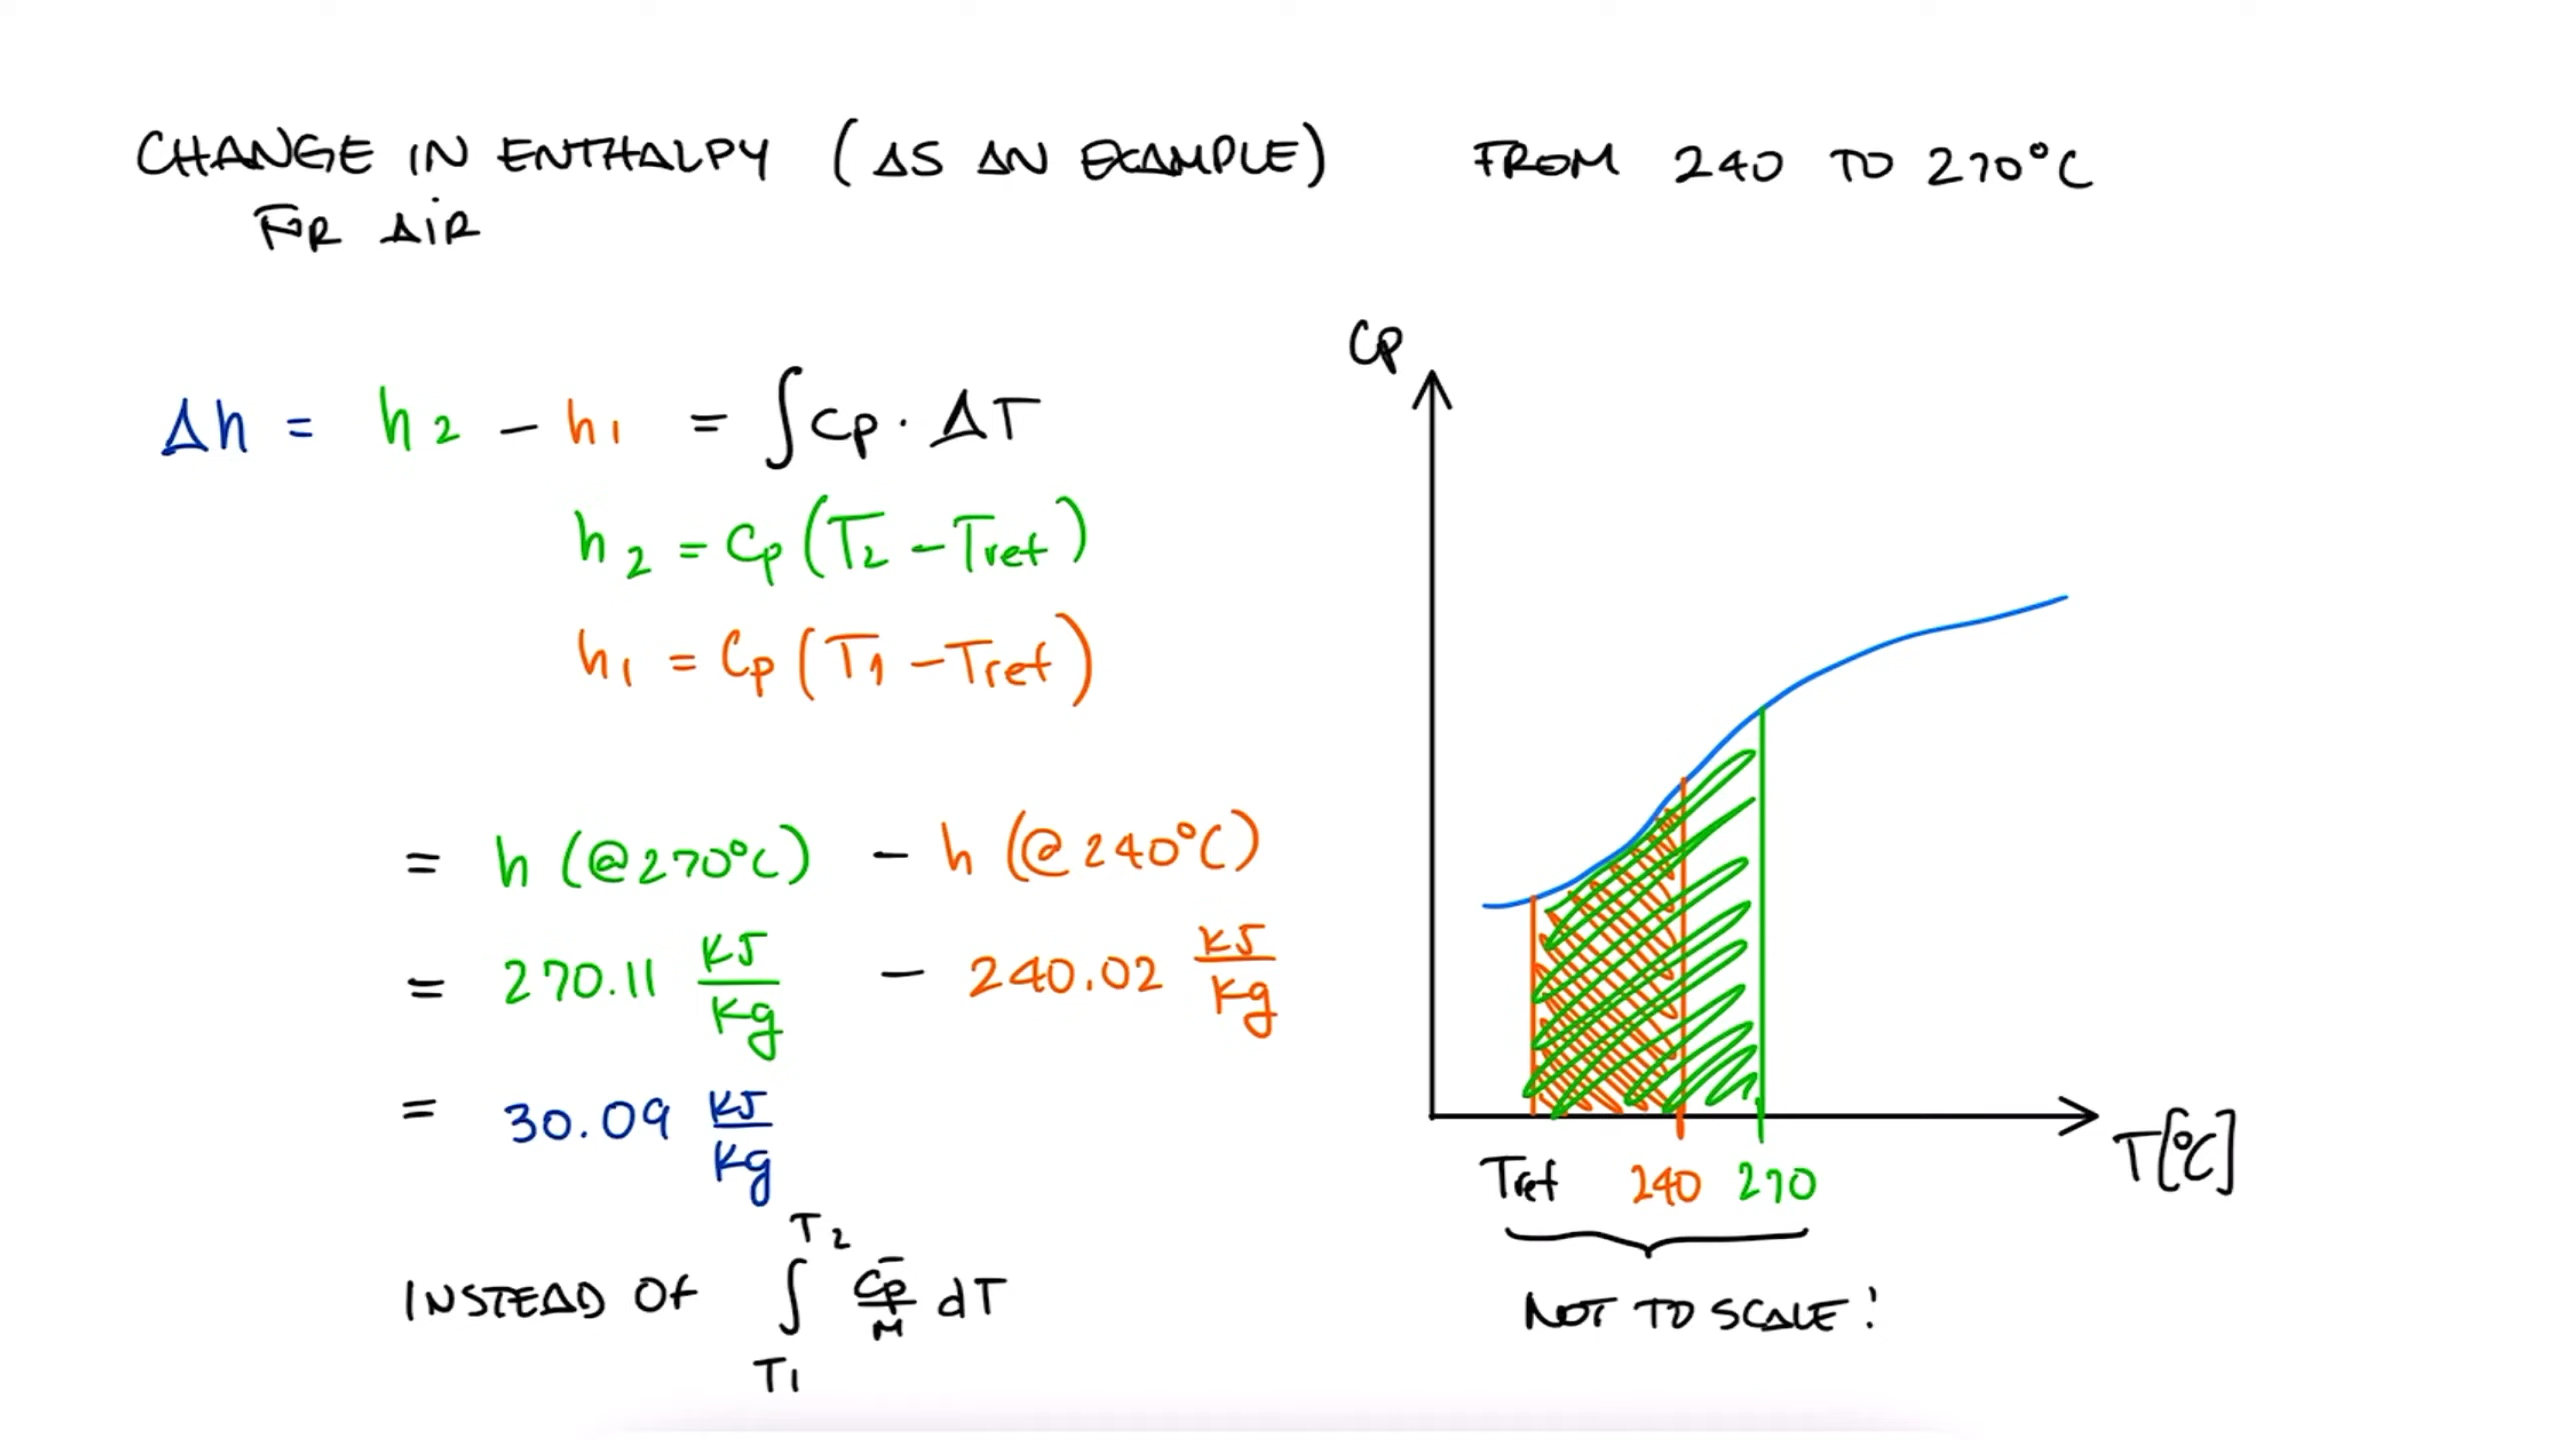 CHANGE IN ENTHALPY (AS AN EXAMPLE) FROM 240 TO 270°C
FOR AIR
Δh = h2 - h1 = ∫Cp · ΔT
h2 = Cp (T2 - Tref)
h1 = Cp (T1 - Tref)
= h (@270°C) - h (@240°C)
= 270.11 KJ/Kg - 240.02 KJ/Kg
= 30.09 KJ/Kg
INSTEAD OF ∫T1T2 C̅p/M dT
Cp
T[°C]
Tref 240 270
NOT TO SCALE!